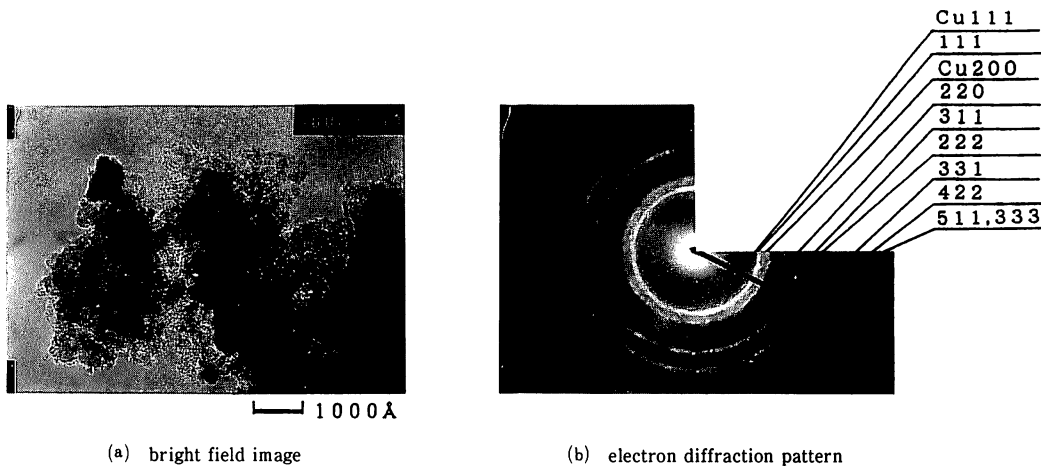 Cu111
111
Cu200
220
311
222
331
422
511,333
1000Å
(a) bright field image
(b) electron diffraction pattern